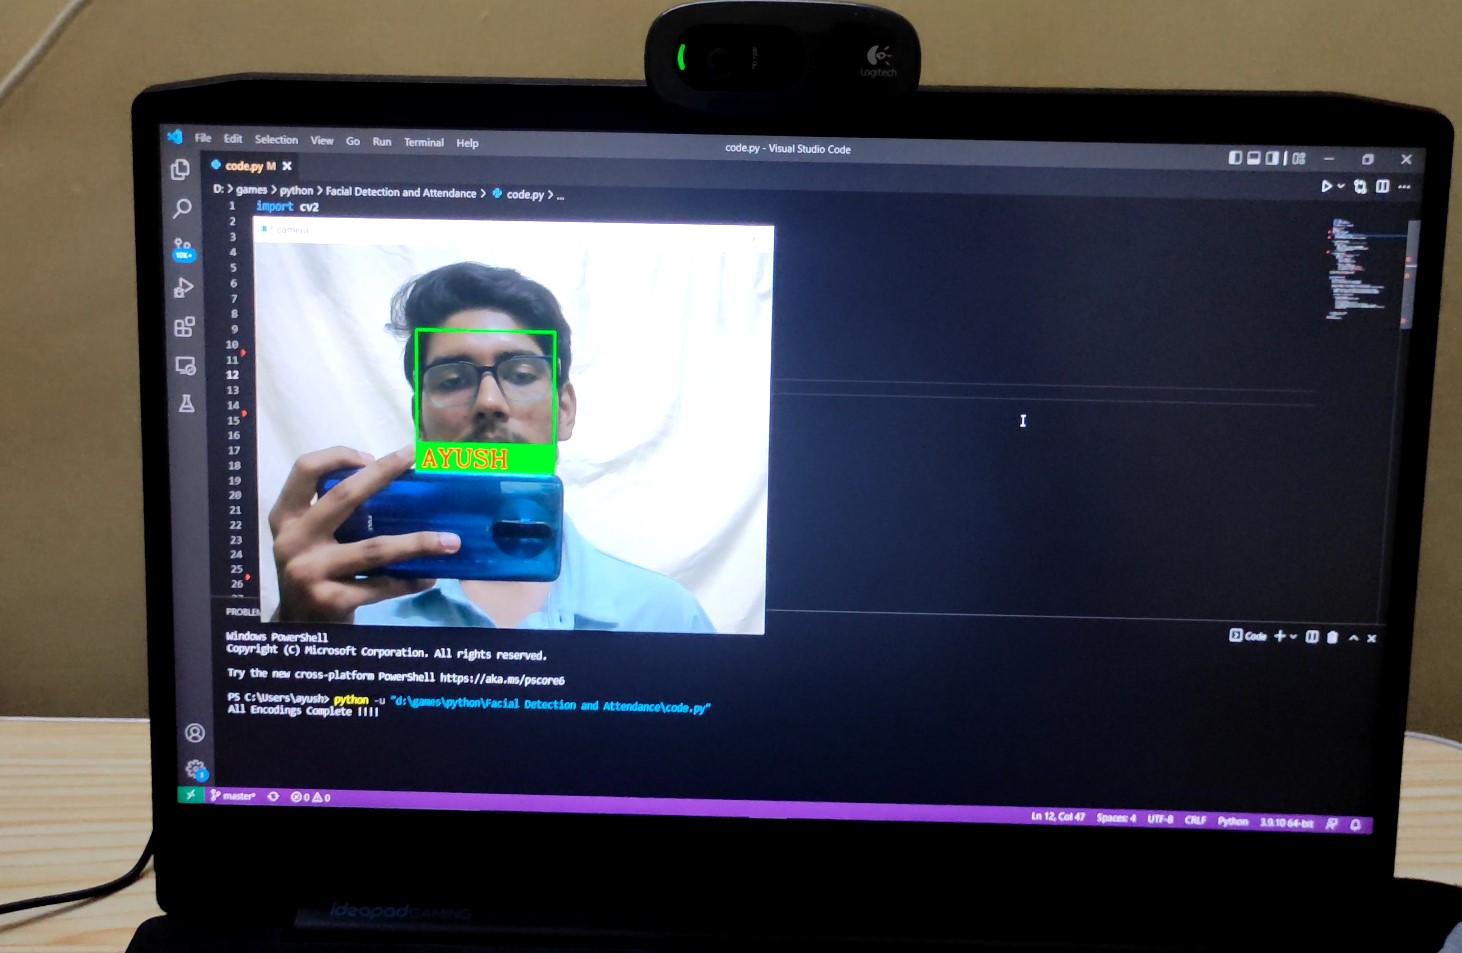 Logitech
File Edit Selection View Go Run Terminal Help
code.py - Visual Studio Code
code.py M
D: > games > python > Facial Detection and Attendance > code.py > ...
1 import cv2
2
3
4
5
6
7
8
9
10
11
12
13
14
15
16
17
18
19
20
21
22
23
24
25
26
camera
AYUSH
10K+
Windows PowerShell
Code
Copyright (C) Microsoft Corporation. All rights reserved.
Try the new cross-platform PowerShell https://aka.ms/pscore6
PS C:\Users\ayush> python -u "d:\games\python\Facial Detection and Attendance\code.py"
All Encodings Complete !!!!
1
master* 0 0
Ln 12, Col 47 Spaces: 4 UTF-8 CRLF Python 3.9.10 64-bit
ideapad GAMING